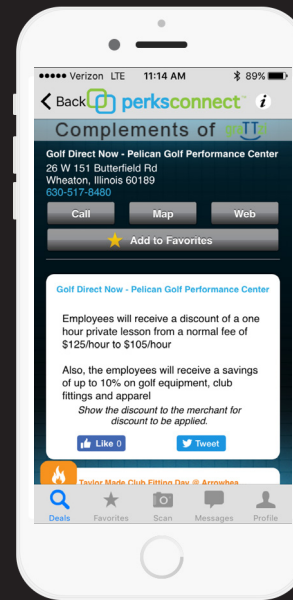 Verizon LTE 11:14 AM 89%
Back perksconnect™ i
Complements of
Golf Direct Now - Pelican Golf Performance Center
26 W 151 Butterfield Rd
Wheaton, Illinois 60189
630-517-8480
Call Map Web
Add to Favorites
Golf Direct Now - Pelican Golf Performance Center
Employees will receive a discount of a one
hour private lesson from a normal fee of
$125/hour to $105/hour
Also, the employees will receive a savings
of up to 10% on golf equipment, club
fittings and apparel
Show the discount to the merchant for
discount to be applied.
Like 0 Tweet
Taylor Made Club Fitting Day @ Arrowhea
Deals Favorites Scan Messages Profile